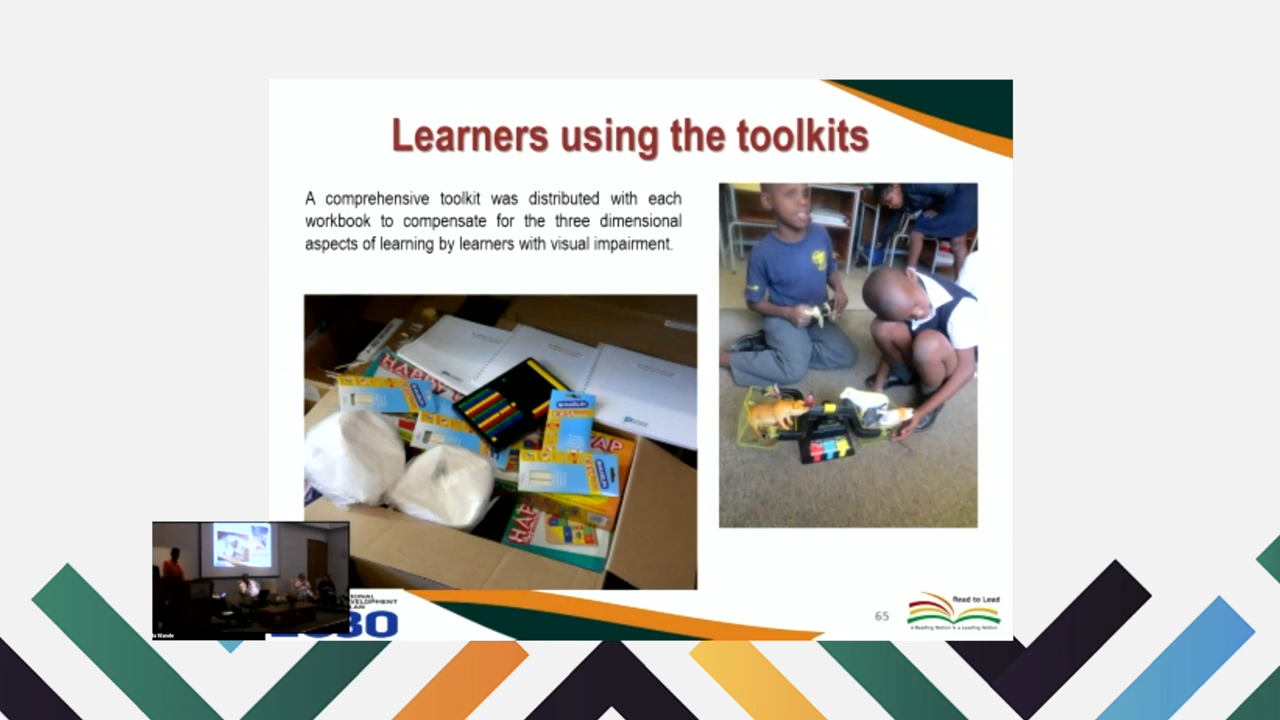 Learners using the toolkits
A comprehensive toolkit was distributed with each
workbook to compensate for the three dimensional
aspects of learning by learners with visual impairment.
65
Read to Lead
A Reading Nation is a Leading Nation